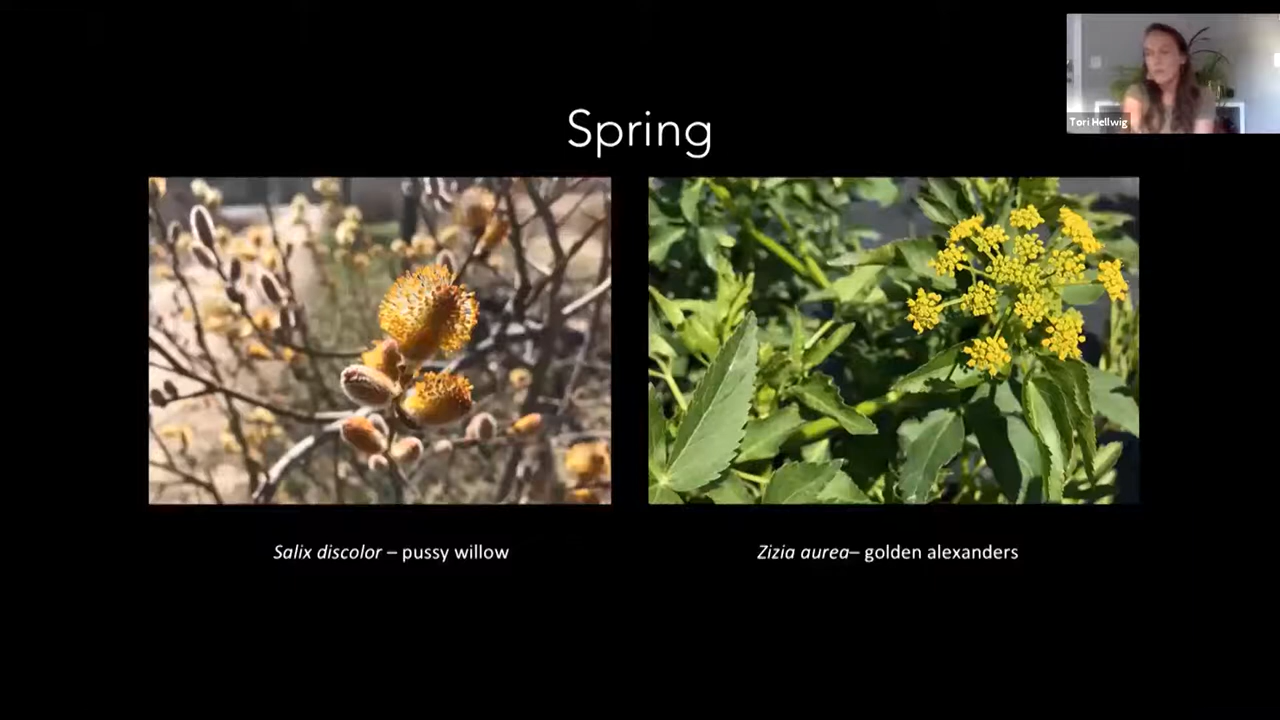 Tori Hellwig
Spring
Salix discolor – pussy willow
Zizia aurea– golden alexanders